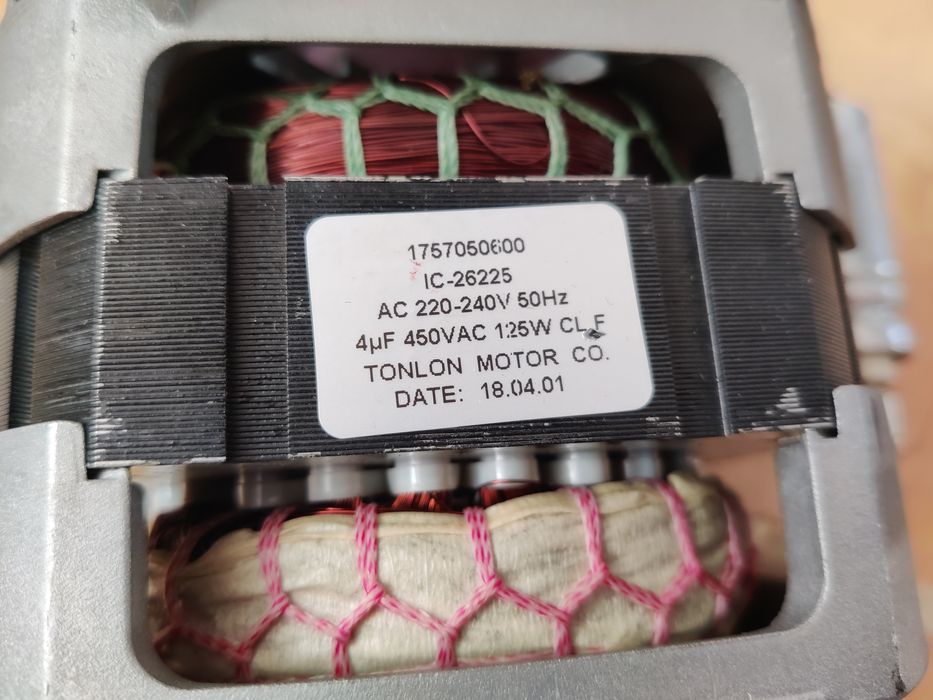 1757050600
IC-26225
AC 220-240V 50Hz
4µF 450VAC 125W CL.F
TONLON MOTOR CO.
DATE: 18.04.01